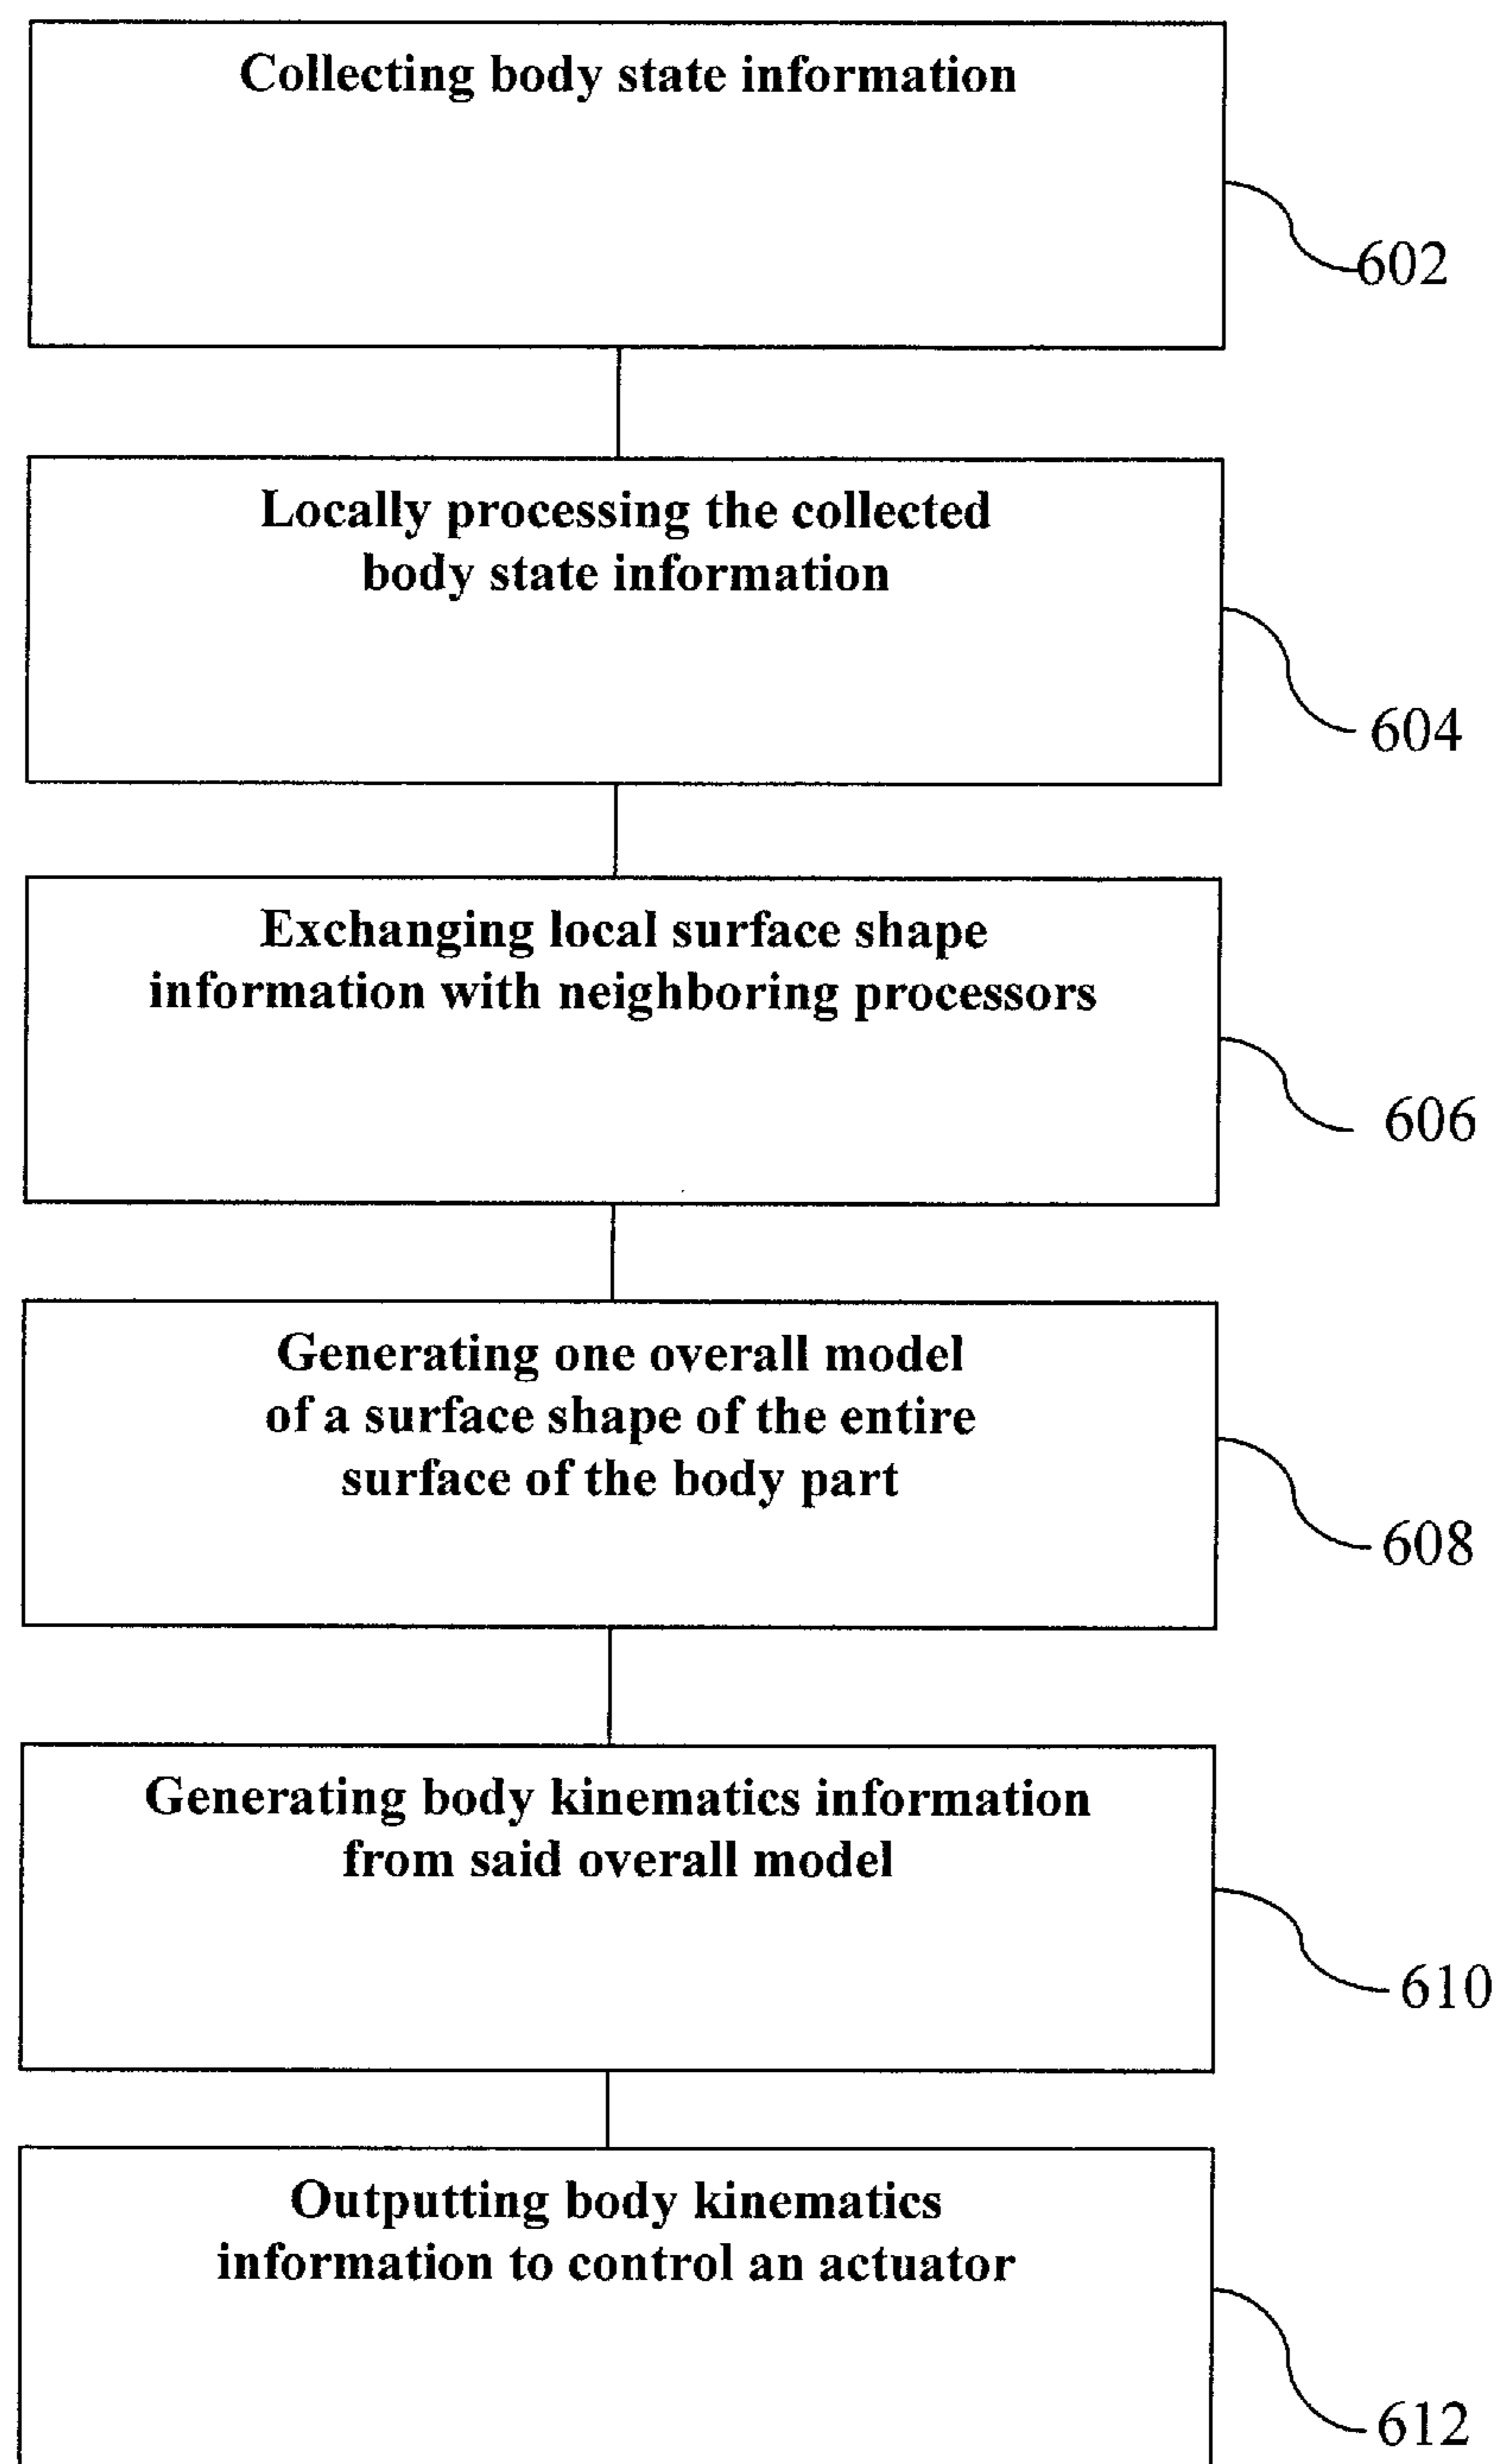 Collecting body state information
602
Locally processing the collected
body state information
604
Exchanging local surface shape
information with neighboring processors
606
Generating one overall model
of a surface shape of the entire
surface of the body part
608
Generating body kinematics information
from said overall model
610
Outputting body kinematics
information to control an actuator
612